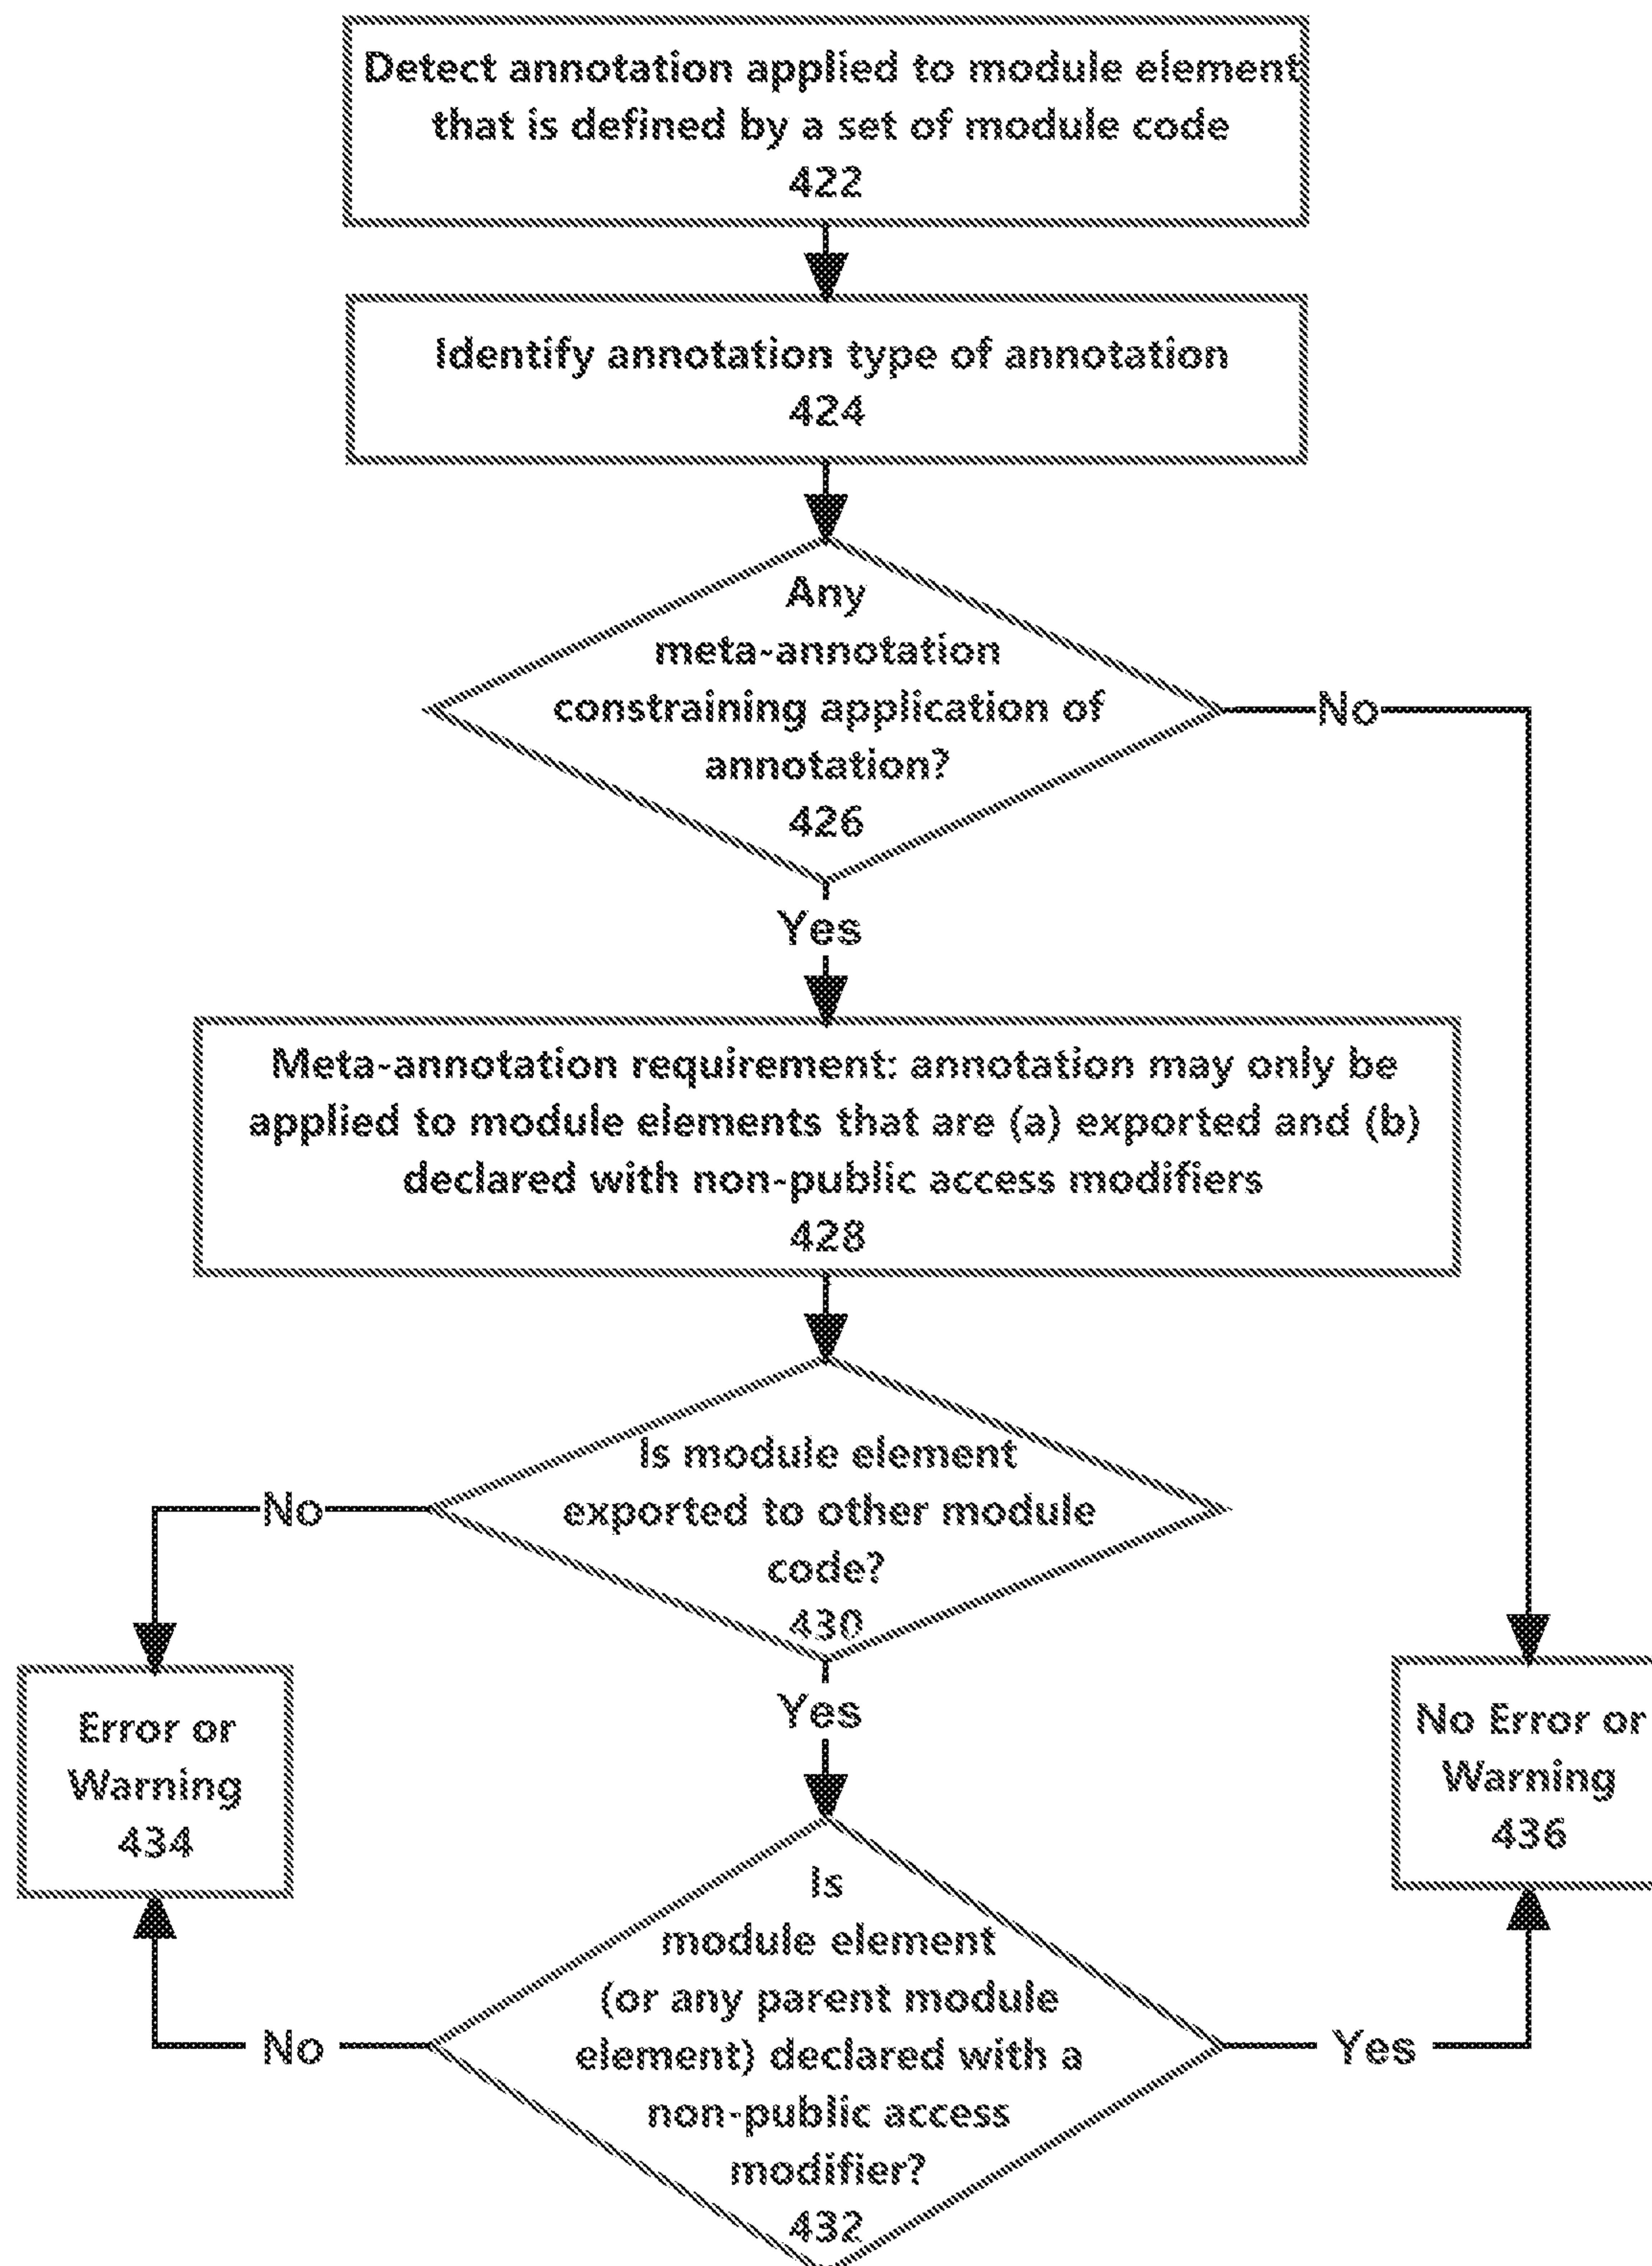 Detect annotation applied to module element
that is defined by a set of module code
422
Identify annotation type of annotation
424
Any
meta-annotation
constraining application of
annotation?
426
No
Yes
Meta-annotation requirement: annotation may only be
applied to module elements that are (a) exported and (b)
declared with non-public access modifiers
428
Is module element
exported to other module
code?
430
No
Yes
Error or
Warning
434
No Error or
Warning
436
Is
module element
(or any parent module
element) declared with a
non-public access
modifier?
432
No
Yes